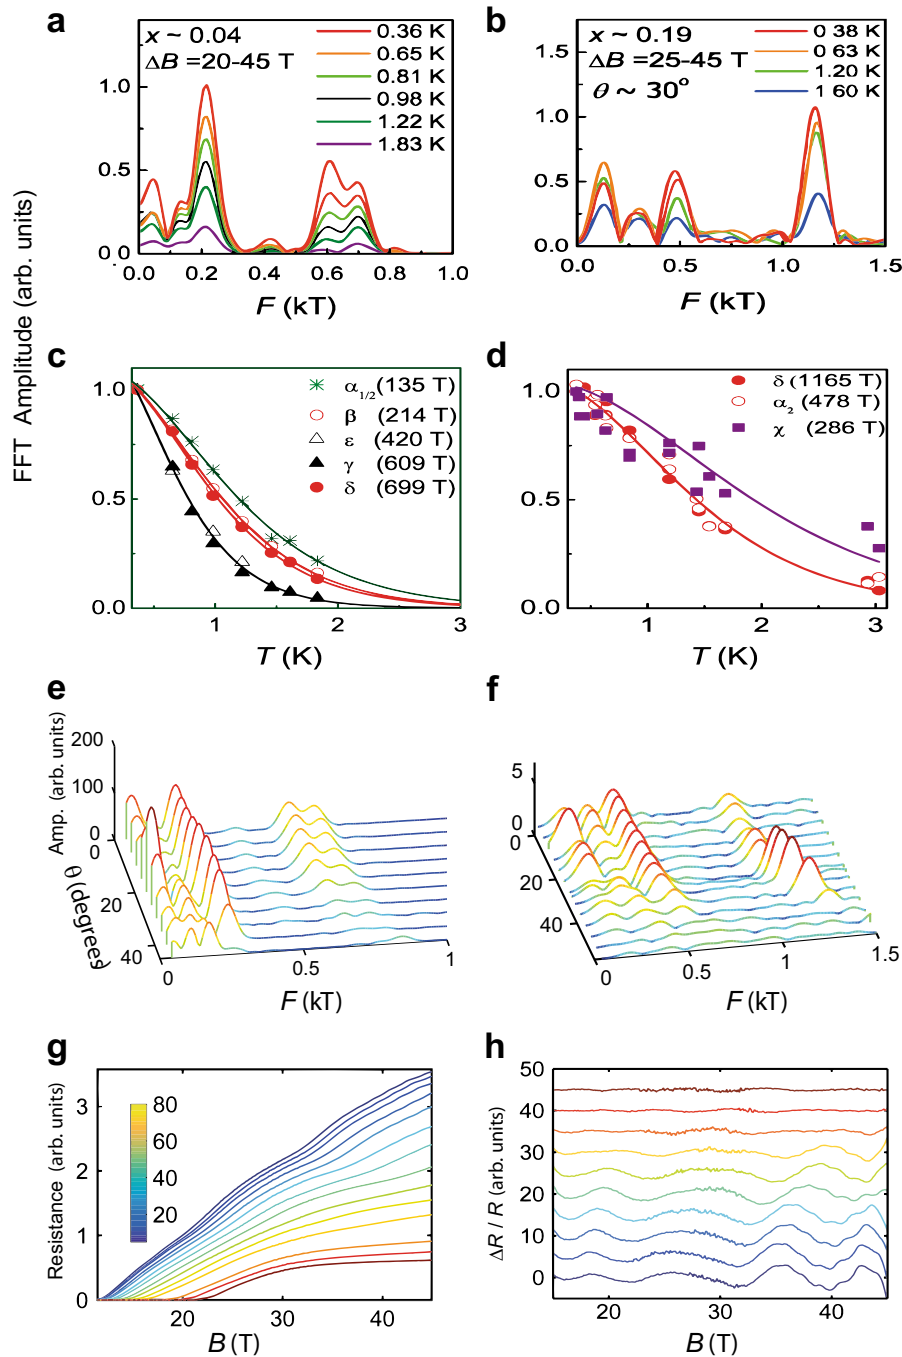 a
x ~ 0.04
ΔB =20-45 T
0.36 K
0.65 K
0.81 K
0.98 K
1.22 K
1.83 K
1.0
0.5
0.0
0.0 0.2 0.4 0.6 0.8 1.0
F (kT)
b
x ~ 0.19
ΔB =25-45 T
θ ~ 30°
0 38 K
0 63 K
1.20 K
1 60 K
1.5
1.0
0.5
0.0
0.0 0.5 1.0 1.5
F (kT)
FFT Amplitude (arb. units)
c
α1/2 (135 T)
β (214 T)
ε (420 T)
γ (609 T)
δ (699 T)
1.0
0.5
0.0
1 2 3
T (K)
d
δ (1165 T)
α2 (478 T)
χ (286 T)
1.0
0.5
0.0
1 2 3
T (K)
e
Amp. (arb. units)
200
100
0
0
20
40
θ (degrees)
0 0.5 1
F (kT)
f
5
0
0
20
40
0 0.5 1 1.5
F (kT)
g
Resistance (arb. units)
3
2
1
0
80
60
40
20
20 30 40
B (T)
h
ΔR / R (arb. units)
50
40
30
20
10
0
20 30 40
B (T)